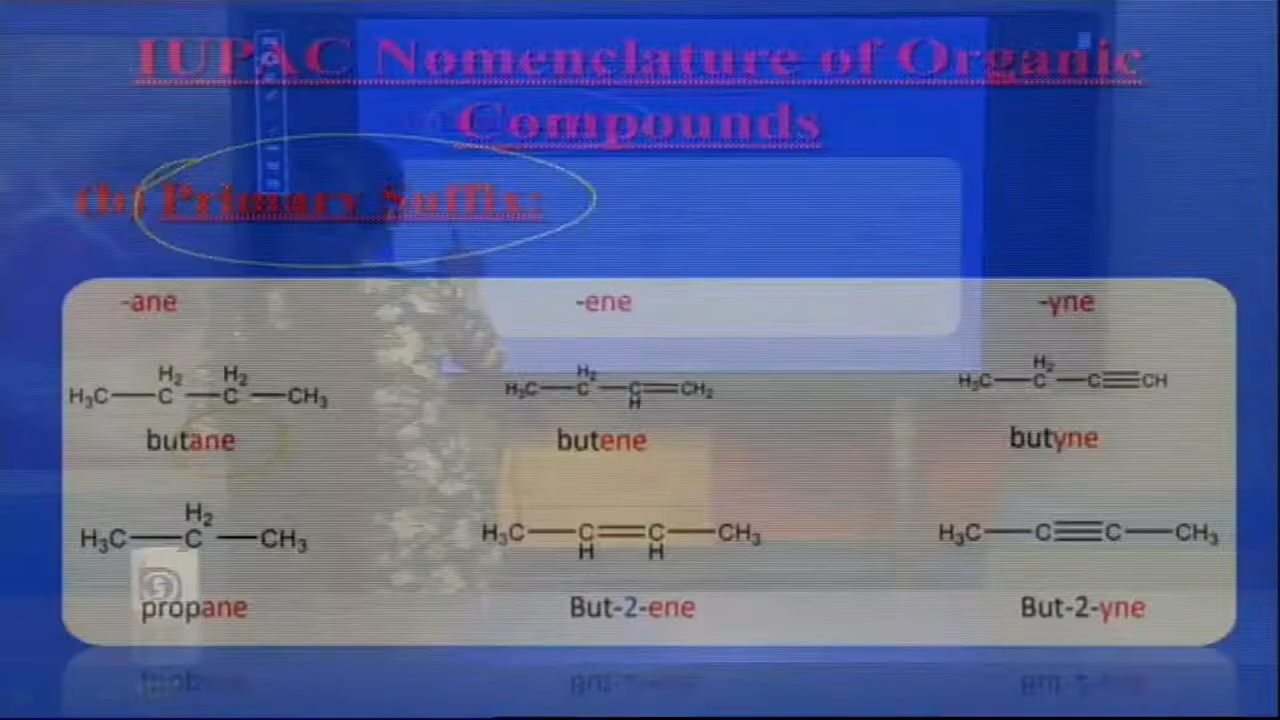 IUPAC Nomenclature of Organic
Compounds
(b) Primary Suffix:
-ane -ene -yne
H₃C—C(H₂)—C(H₂)—CH₃ H₃C—C(H₂)—C(H)=CH₂ H₃C—C(H₂)—C≡CH
butane butene butyne
H₃C—C(H₂)—CH₃ H₃C—C(H)=C(H)—CH₃ H₃C—C≡C—CH₃
propane But-2-ene But-2-yne